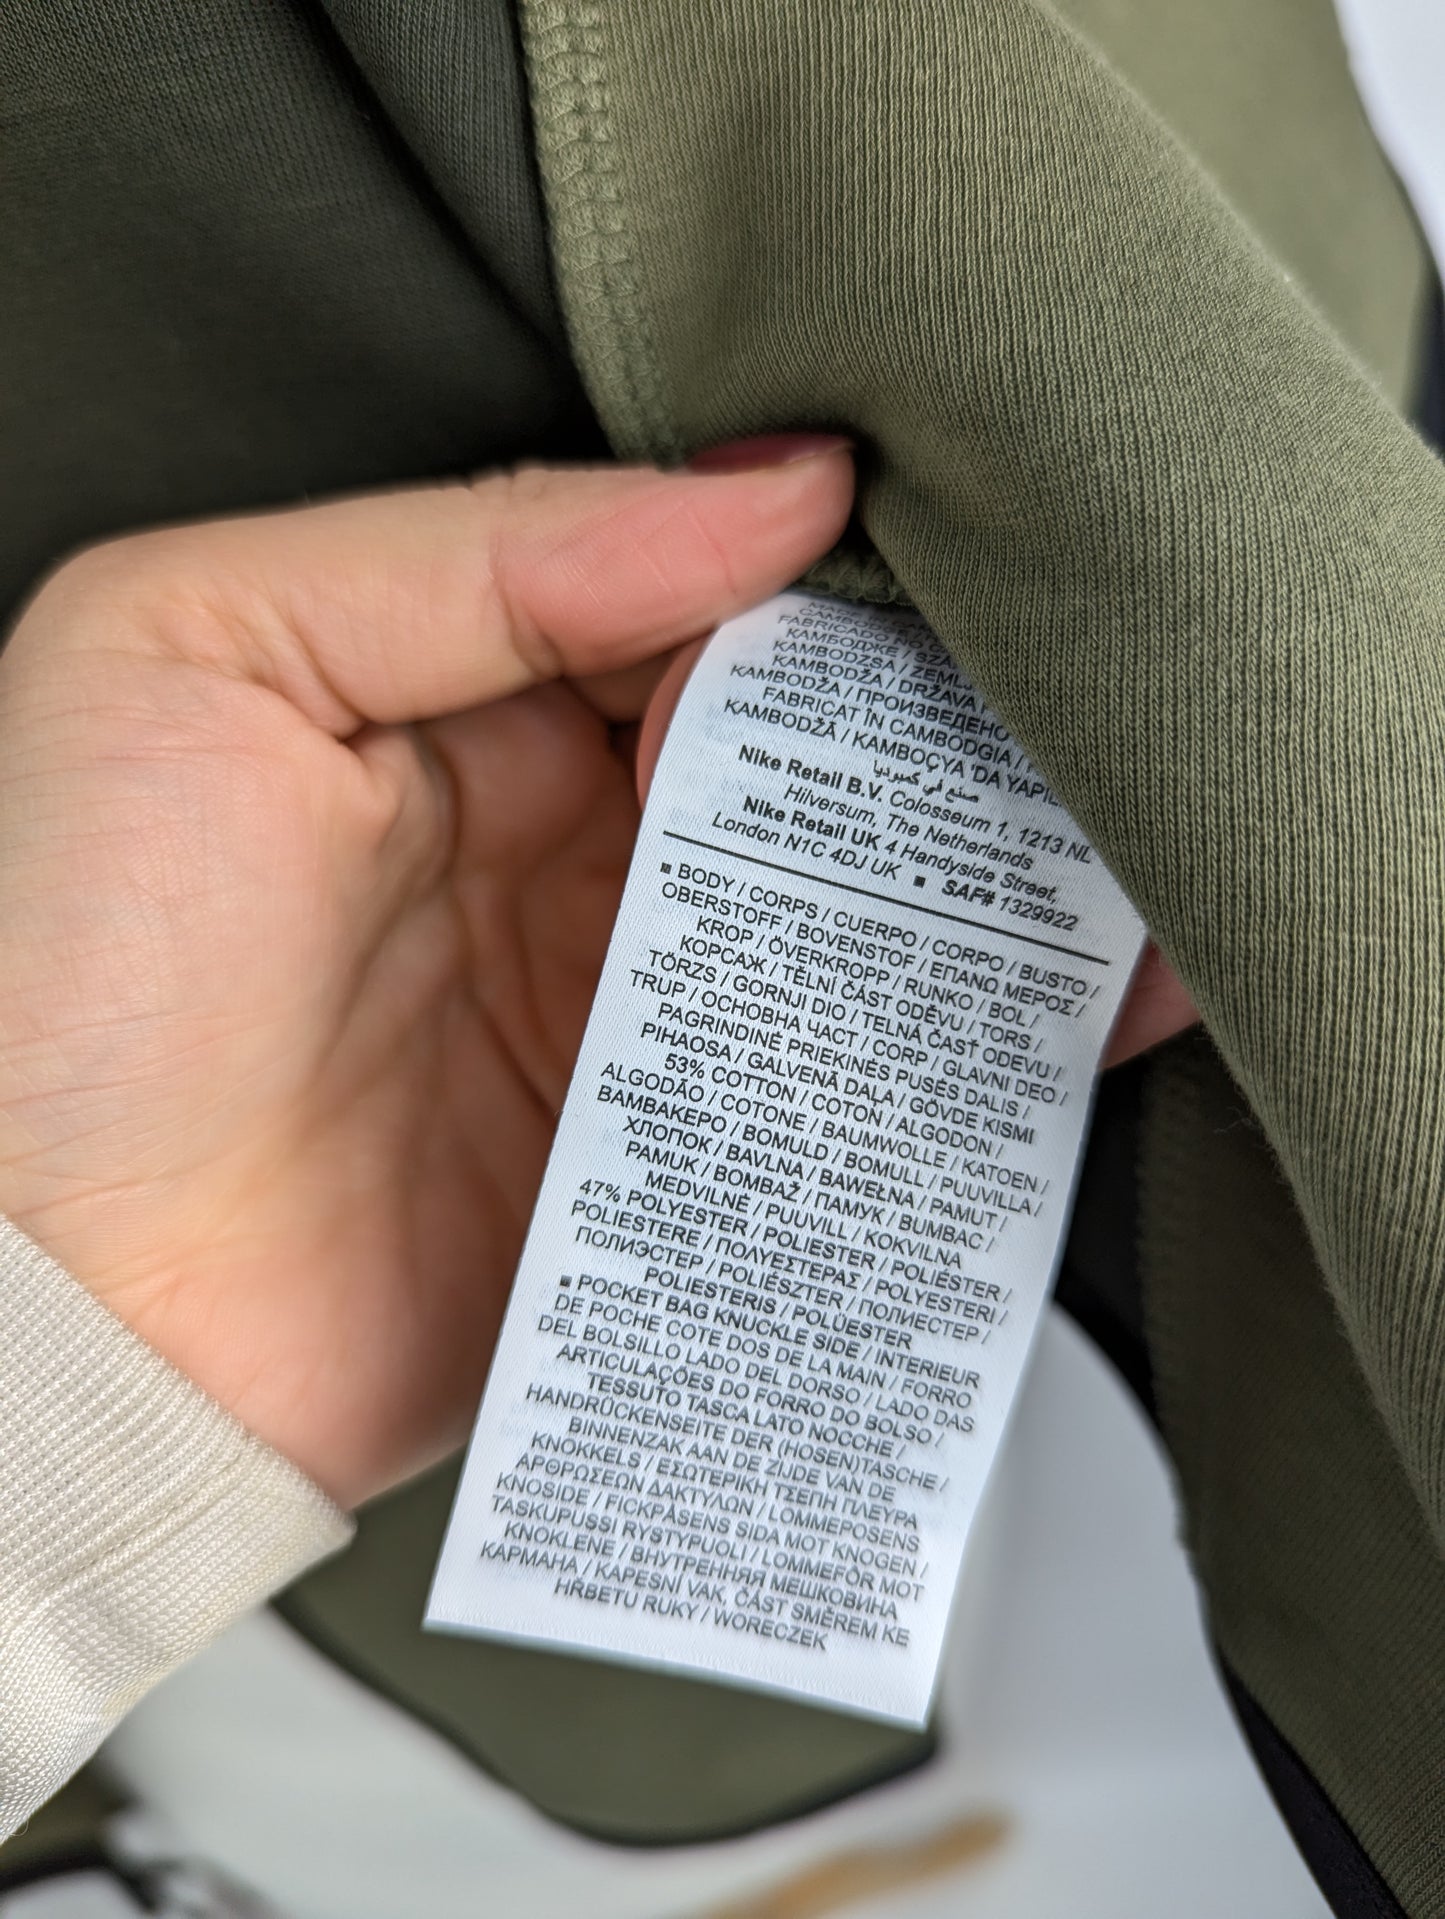 CAMBO
FABRICADO NO CA
КАМБОДЖЕ / SZA
KAMBODZSA / ZEML
KAMBODŽA / DRŽAVA
KAMBODŽA / ПРОИЗВЕДЕНО
FABRICAT ÎN CAMBODGIA /
KAMBODŽĀ / KAMBOÇYA 'DA YAPIL
صنع في كمبوديا
Nike Retail B.V. Colosseum 1, 1213 NL
Hilversum, The Netherlands
Nike Retail UK 4 Handyside Street,
London N1C 4DJ UK ■ SAF# 1329922
■ BODY / CORPS / CUERPO / CORPO / BUSTO /
OBERSTOFF / BOVENSTOF / ΕΠΑΝΩ ΜΕΡΟΣ /
KROP / ÖVERKROPP / RUNKO / BOL /
КОРСАЖ / TĚLNÍ ČÁST ODĚVU / TORS /
TÖRZS / GORNJI DIO / TELNÁ ČASŤ ODEVU /
TRUP / ОСНОВНА ЧАСТ / CORP / GLAVNI DEO /
PAGRINDINĖ PRIEKINĖS PUSĖS DALIS /
PIHAOSA / GALVENĀ DAĻA / GÖVDE KISMI
53% COTTON / COTON / ALGODON /
ALGODÃO / COTONE / BAUMWOLLE / KATOEN /
ΒΑΜΒΑΚΕΡΟ / BOMULD / BOMULL / PUUVILLA /
ХЛОПОК / BAVLNA / BAWEŁNA / PAMUT /
PAMUK / BOMBAŽ / ПАМУК / BUMBAC /
MEDVILNĖ / PUUVILL / KOKVILNA
47% POLYESTER / POLIESTER / POLIÉSTER /
POLIESTERE / ΠΟΛΥΕΣΤΕΡΑΣ / POLYESTERI /
ПОЛИЭСТЕР / POLIÉSZTER / ПОЛИЕСТЕР /
POLIESTERIS / POLÜESTER
■ POCKET BAG KNUCKLE SIDE / INTERIEUR
DE POCHE COTE DOS DE LA MAIN / FORRO
DEL BOLSILLO LADO DEL DORSO / LADO DAS
ARTICULAÇÕES DO FORRO DO BOLSO /
TESSUTO TASCA LATO NOCCHE /
HANDRÜCKENSEITE DER (HOSEN)TASCHE /
BINNENZAK AAN DE ZIJDE VAN DE
KNOKKELS / ΕΣΩΤΕΡΙΚΗ ΤΣΕΠΗ ΠΛΕΥΡΑ
ΑΡΘΡΩΣΕΩΝ ΔΑΚΤΥΛΩΝ / LOMMEPOSENS
KNOSIDE / FICKPÅSENS SIDA MOT KNOGEN /
TASKUPUSSI RYSTYPUOLI / LOMMEFÔR MOT
KNOKLENE / ВНУТРЕННЯЯ МЕШКОВИНА
КАРМАНА / KAPESNÍ VAK, ČÁST SMĚREM KE
HŘBETU RUKY / WORECZEK